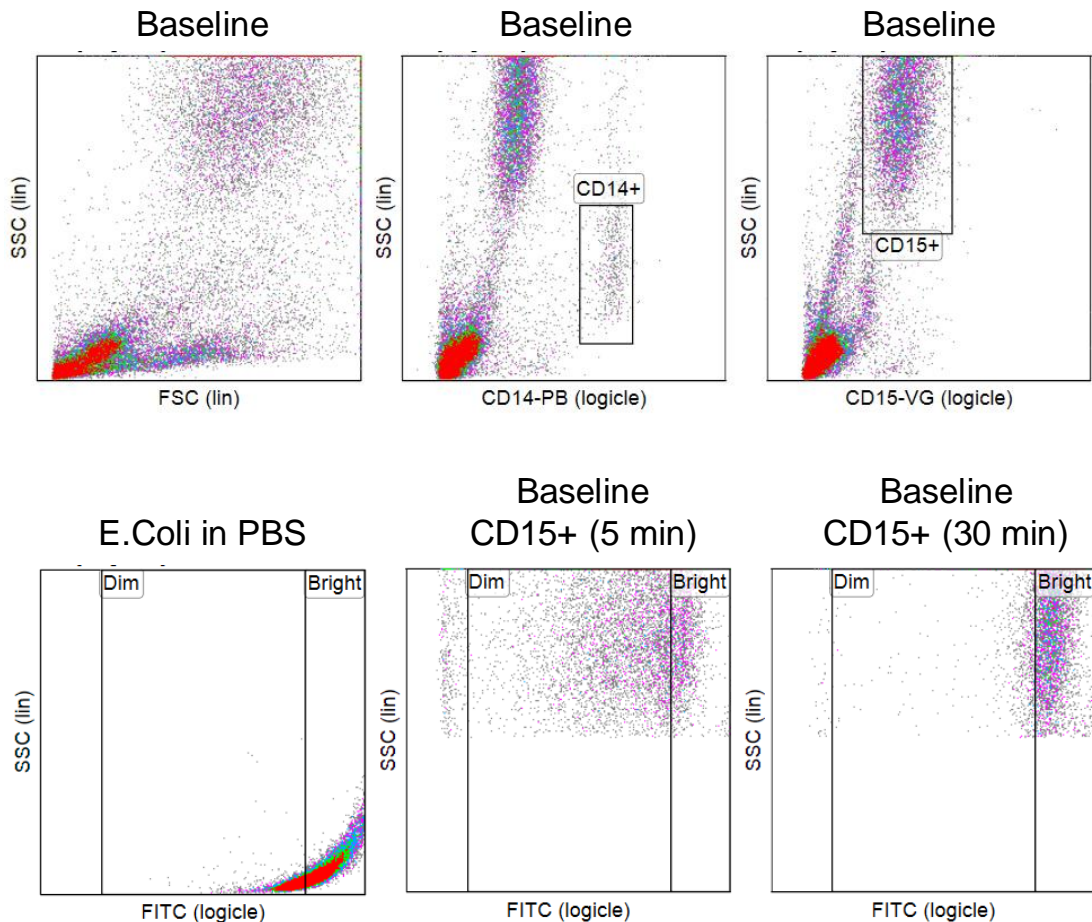 Baseline
Baseline
Baseline
SSC (lin)
FSC (lin)
SSC (lin)
CD14+
CD14-PB (logicle)
SSC (lin)
CD15+
CD15-VG (logicle)
E.Coli in PBS
Baseline
CD15+ (5 min)
Baseline
CD15+ (30 min)
Dim
Bright
SSC (lin)
FITC (logicle)
Dim
Bright
SSC (lin)
FITC (logicle)
Dim
Bright
SSC (lin)
FITC (logicle)